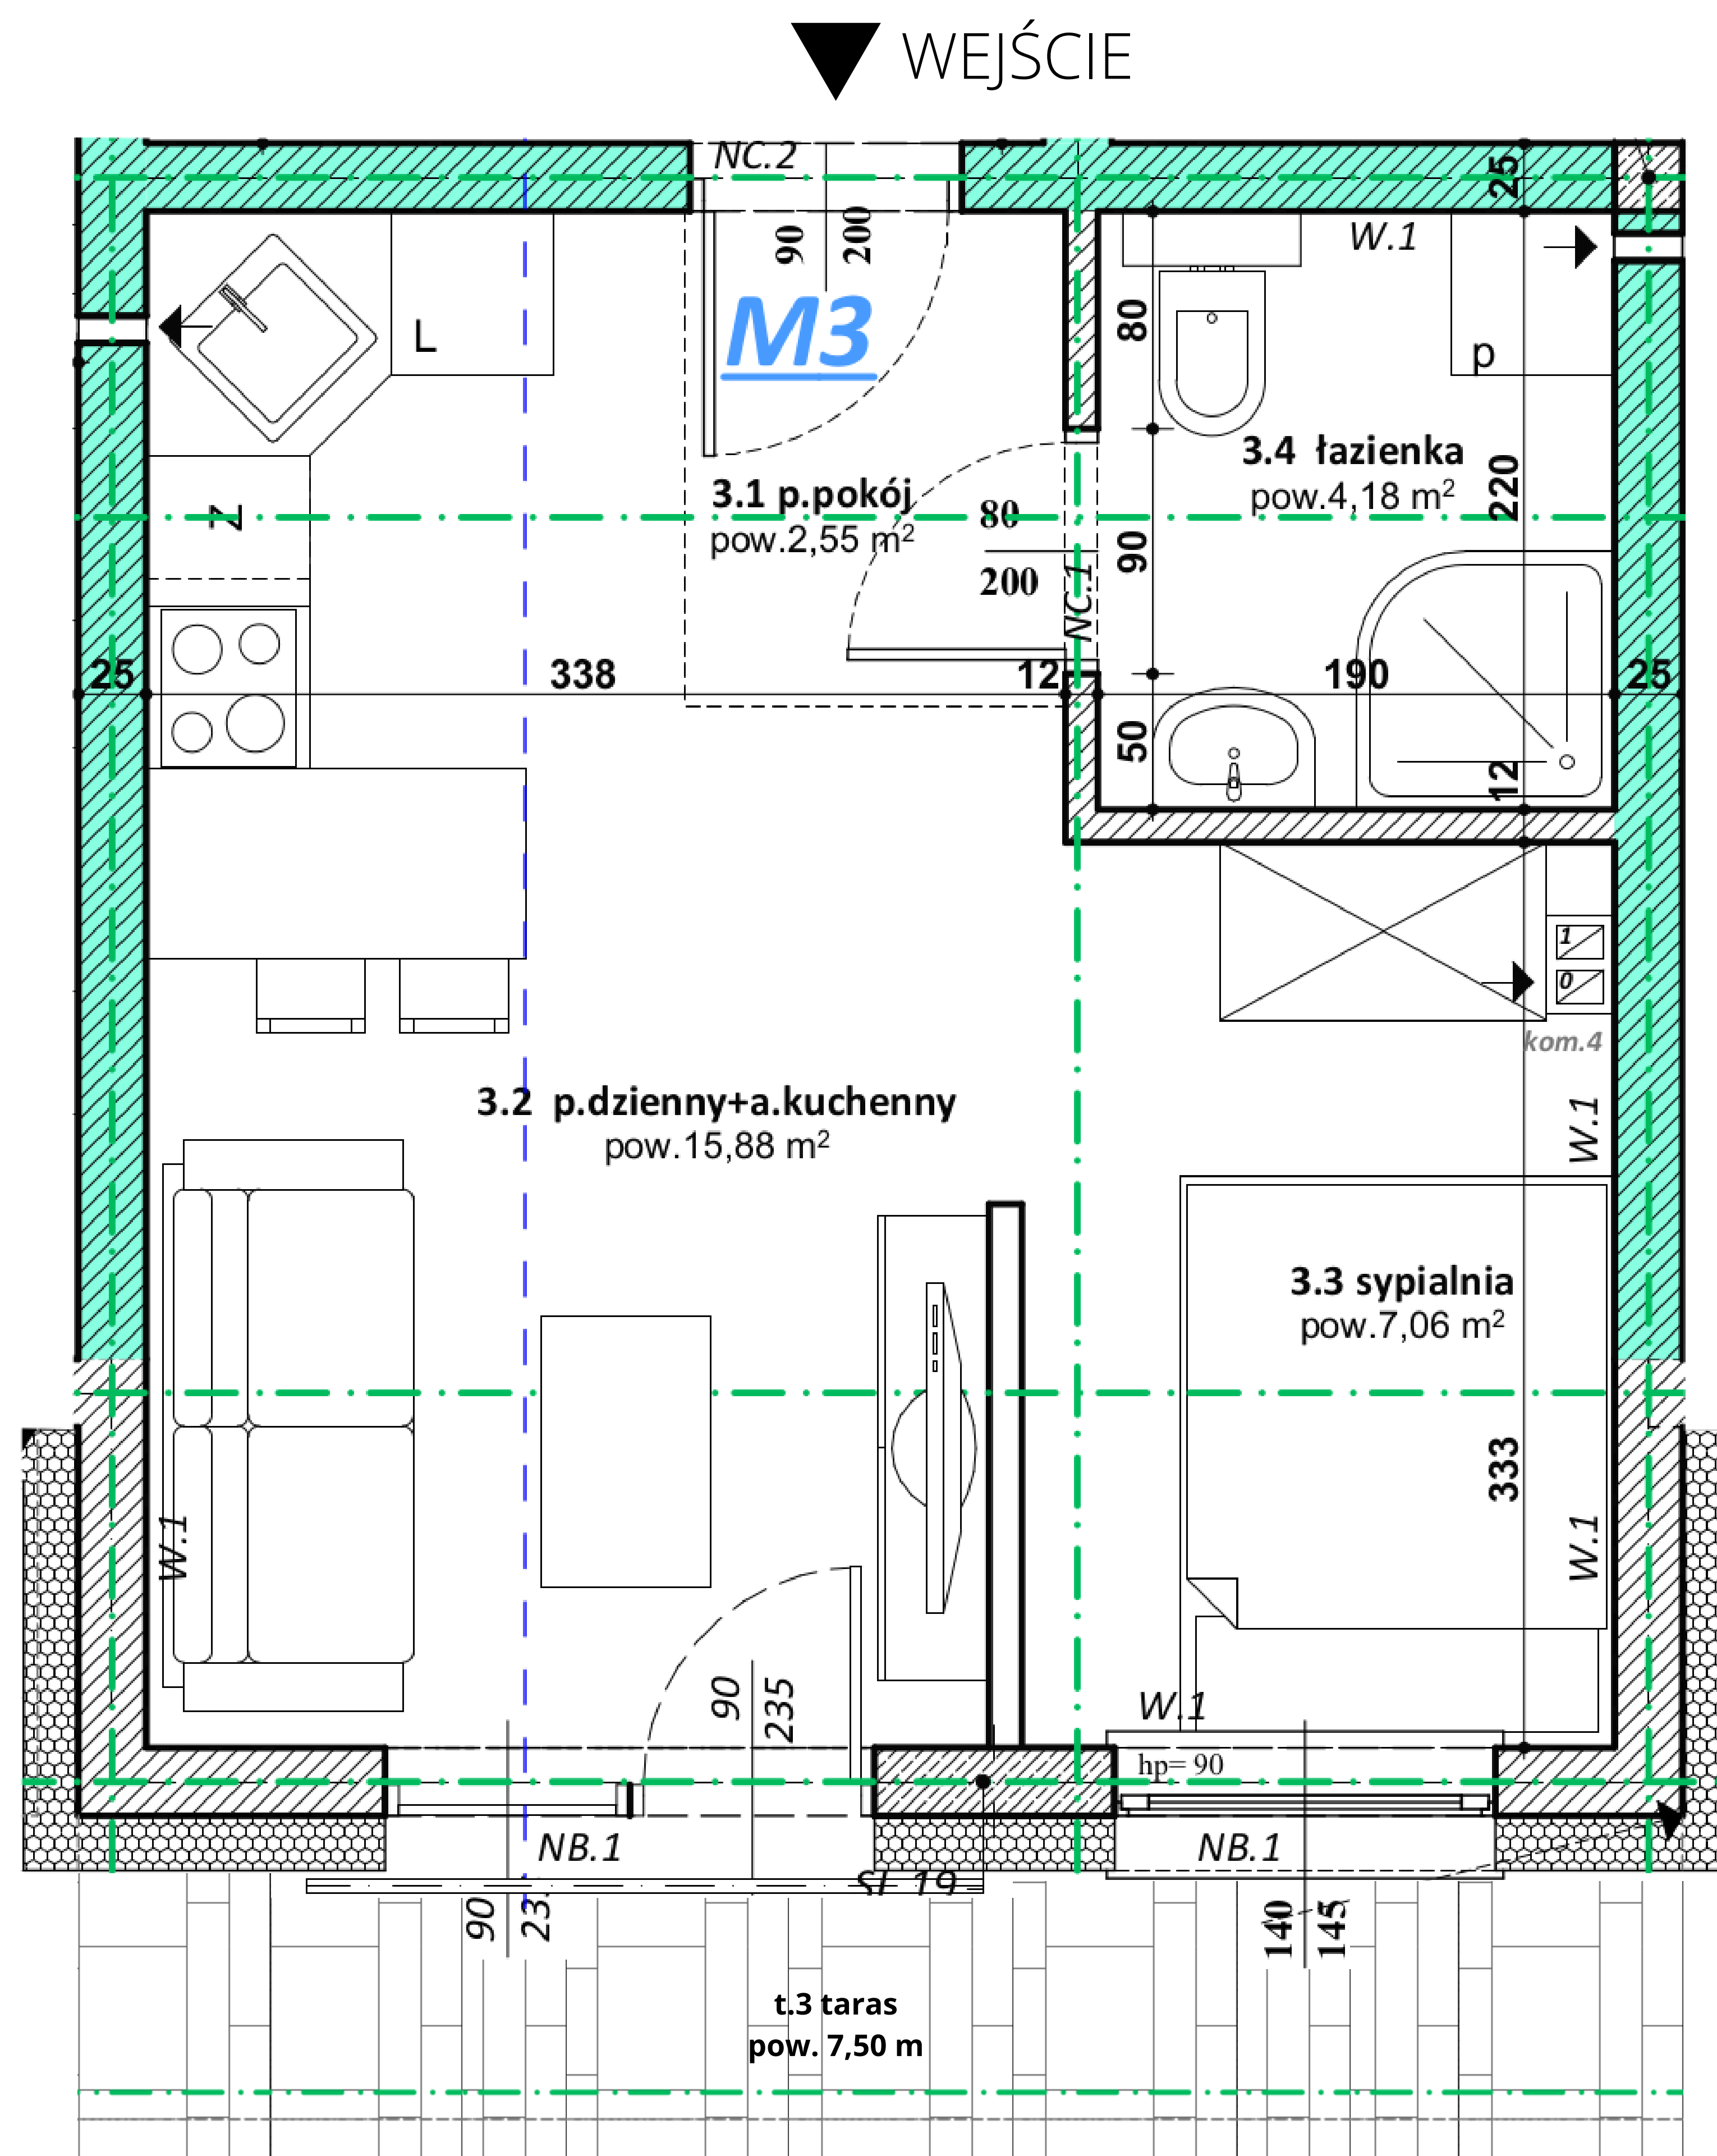 WEJŚCIE
NC.2
25
90
200
W.1
M3
L
80
p
3.4 łazienka
pow.4,18 m²
220
3.1 p.pokój
pow.2,55 m²
Z
80
200
90
NC.1
25
338
12
190
25
50
12
1
0
kom.4
3.2 p.dzienny+a.kuchenny
pow.15,88 m²
W.1
3.3 sypialnia
pow.7,06 m²
333
W.1
W.1
90
235
W.1
hp= 90
NB.1
NB.1
90
140
145
t.3 taras
pow. 7,50 m